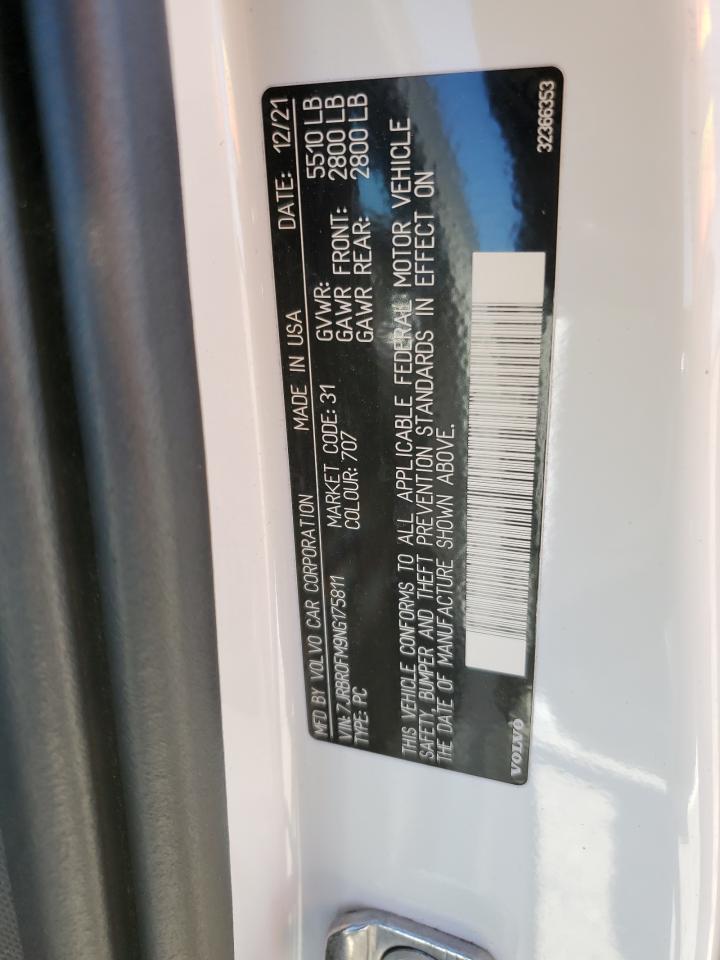 MFD BY VOLVO CAR CORPORATION MADE IN USA DATE: 12/21
VIN: 7JRBR0FM9NG175811 MARKET CODE: 31 GVWR: 5510 LB
TYPE: PC COLOUR: 707 GAWR FRONT: 2800 LB
GAWR REAR: 2800 LB
THIS VEHICLE CONFORMS TO ALL APPLICABLE FEDERAL MOTOR VEHICLE
SAFETY, BUMPER AND THEFT PREVENTION STANDARDS IN EFFECT ON
THE DATE OF MANUFACTURE SHOWN ABOVE.
VOLVO 32366353